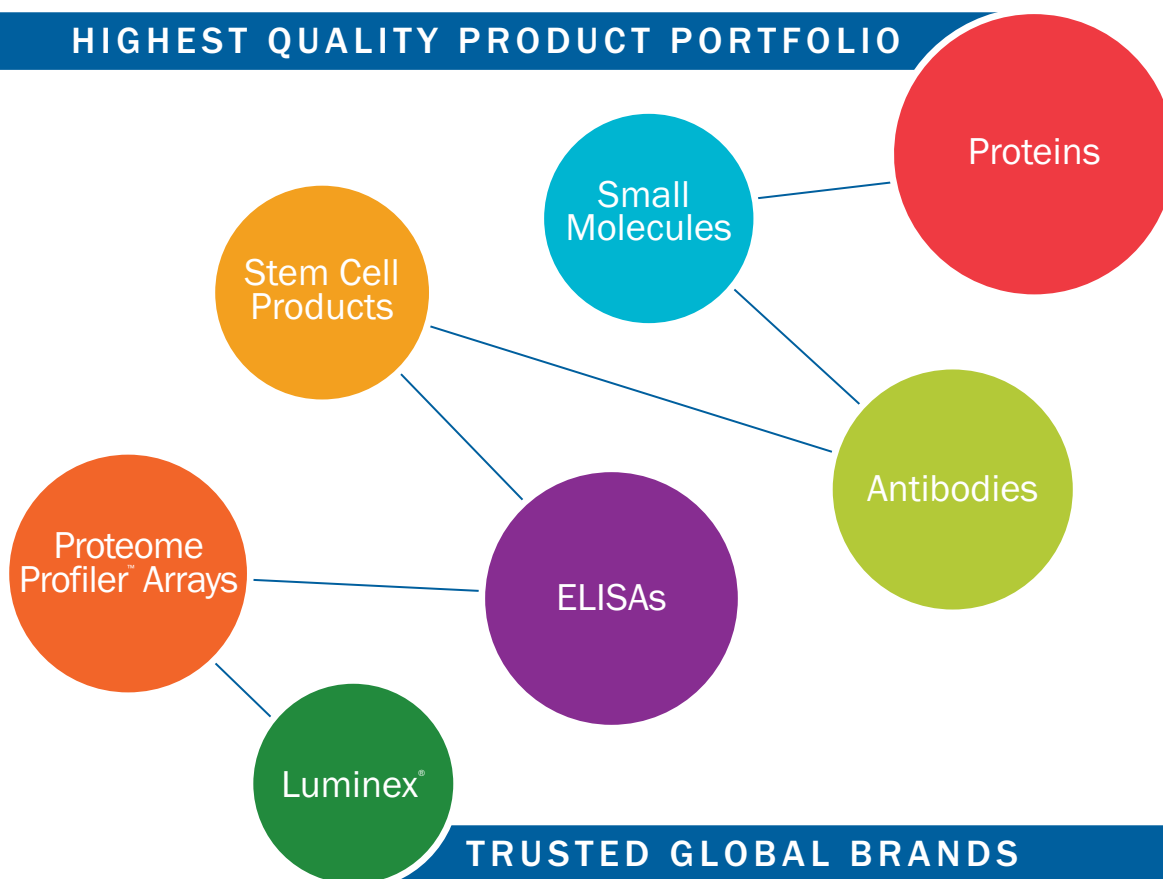 HIGHEST QUALITY PRODUCT PORTFOLIO
Proteins
Small
Molecules
Stem Cell
Products
Antibodies
Proteome
Profiler™ Arrays
ELISAs
Luminex®
TRUSTED GLOBAL BRANDS